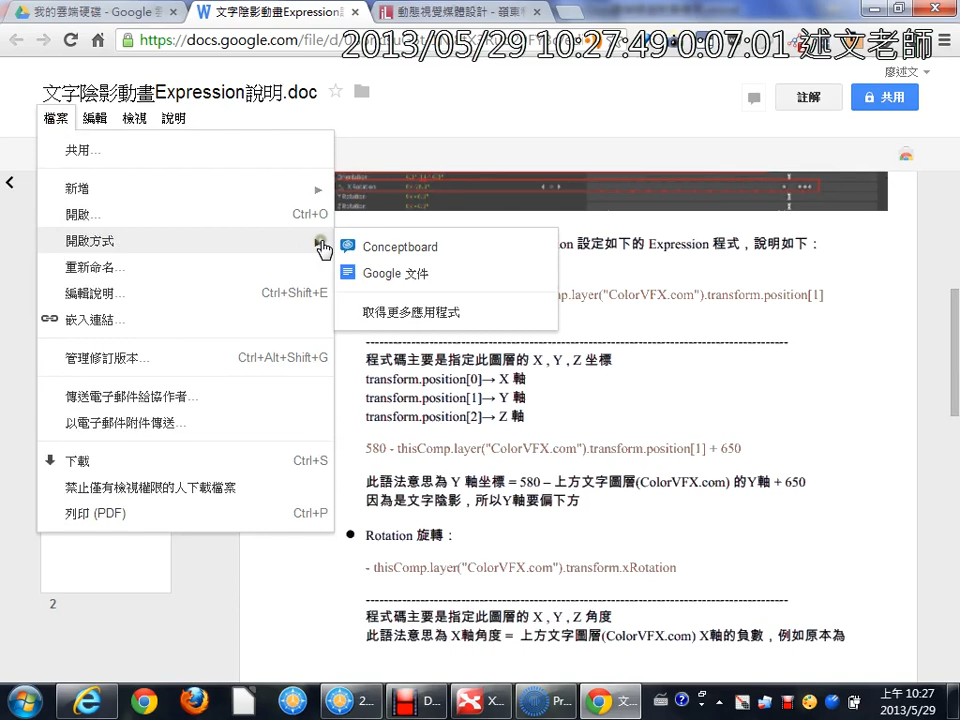 我的雲端硬碟 - Google 雲
文字陰影動畫Expression說
動態視覺媒體設計 - 嶺東科
https://docs.google.com/file/d/
2013/05/29 10:27:49 0:07:01 述文老師
廖述文
文字陰影動畫Expression說明.doc
註解
共用
檔案 編輯 檢視 說明
共用...
新增
開啟... Ctrl+O
開啟方式
重新命名...
編輯說明... Ctrl+Shift+E
嵌入連結...
管理修訂版本... Ctrl+Alt+Shift+G
傳送電子郵件給協作者...
以電子郵件附件傳送...
下載 Ctrl+S
禁止僅有檢視權限的人下載檔案
列印 (PDF) Ctrl+P
Conceptboard
Google 文件
取得更多應用程式
Orientation
X Rotation
Y Rotation
Z Rotation
on 設定如下的 Expression 程式，說明如下：
mp.layer("ColorVFX.com").transform.position[1]
程式碼主要是指定此圖層的 X , Y , Z 坐標
transform.position[0]→ X 軸
transform.position[1]→ Y 軸
transform.position[2]→ Z 軸
580 - thisComp.layer("ColorVFX.com").transform.position[1] + 650
此語法意思為 Y 軸坐標 = 580 – 上方文字圖層(ColorVFX.com) 的Y軸 + 650
因為是文字陰影，所以Y軸要偏下方
● Rotation 旋轉：
- thisComp.layer("ColorVFX.com").transform.xRotation
程式碼主要是指定此圖層的 X , Y , Z 角度
此語法意思為 X軸角度 = 上方文字圖層(ColorVFX.com) X軸的負數，例如原本為
2
2...
D...
X...
Pr...
文...
上午 10:27
2013/5/29